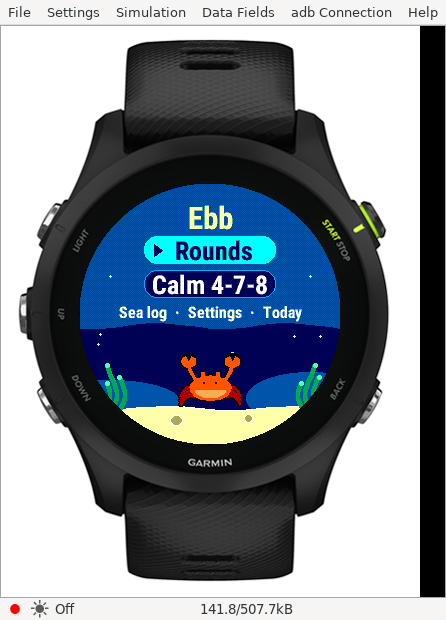 File Settings Simulation Data Fields adb Connection Help
START STOP
LIGHT
Ebb
Rounds
Calm 4-7-8
UP
Sea log · Settings · Today
DOWN
BACK
GARMIN
Off 141.8/507.7kB